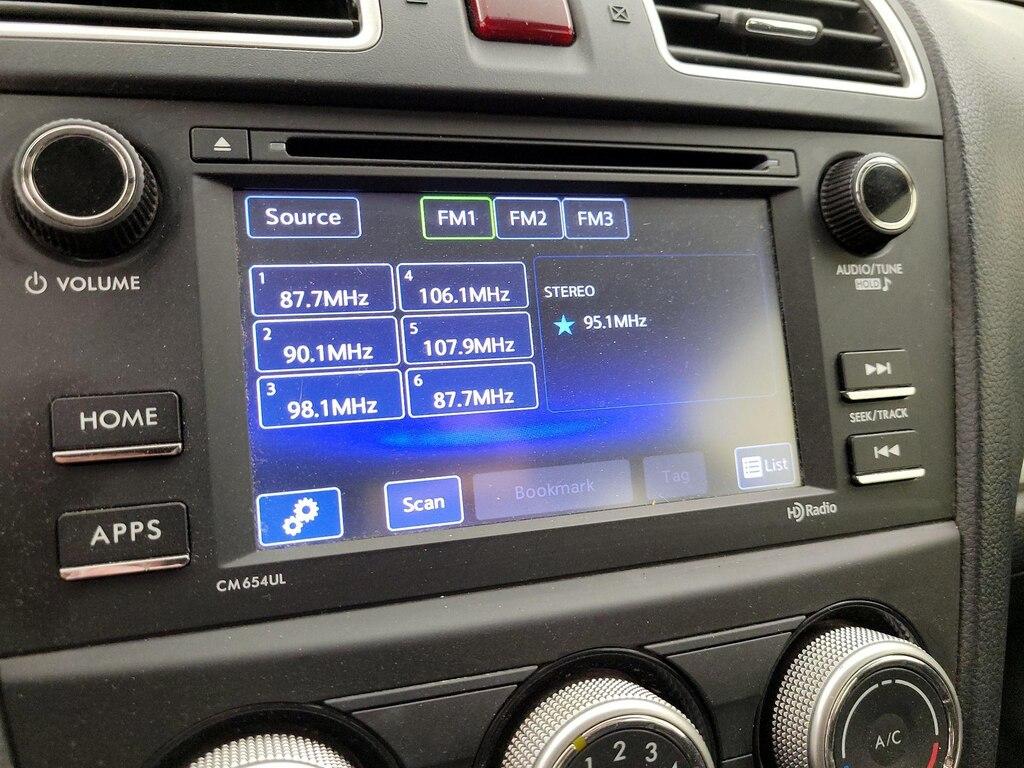 Source
FM1
FM2
FM3
1
87.7MHz
4
106.1MHz
2
90.1MHz
5
107.9MHz
3
98.1MHz
6
87.7MHz
STEREO
95.1MHz
Scan
Bookmark
Tag
List
VOLUME
HOME
APPS
CM654UL
AUDIO/TUNE
HOLD
SEEK/TRACK
HD Radio
1 2 3
A/C